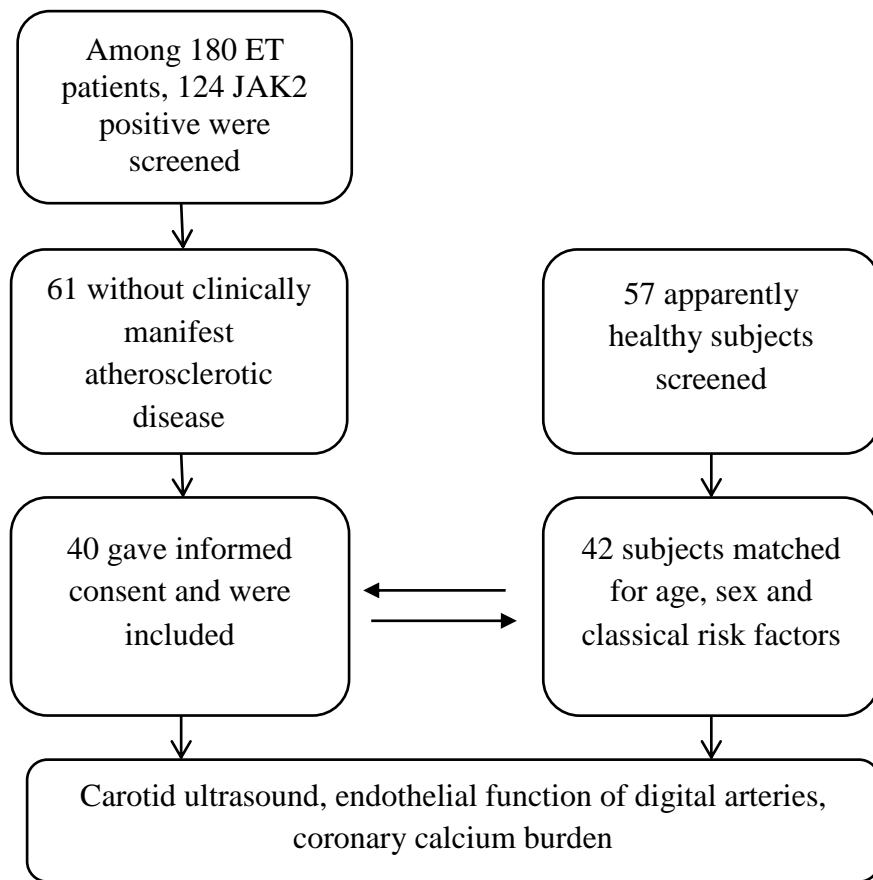 Among 180 ET
patients, 124 JAK2
positive were
screened
61 without clinically
manifest
atherosclerotic
disease
57 apparently
healthy subjects
screened
40 gave informed
consent and were
included
42 subjects matched
for age, sex and
classical risk factors
Carotid ultrasound, endothelial function of digital arteries,
coronary calcium burden